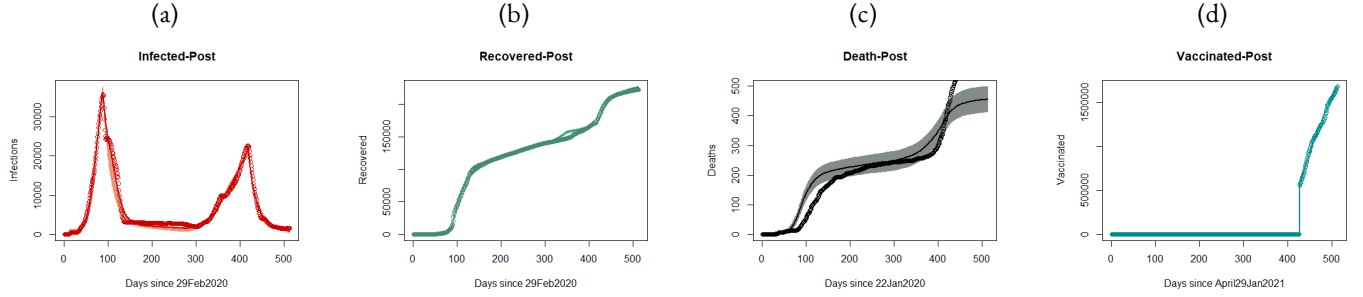 (a)
Infected-Post
Infections
0 10000 20000 30000
0 100 200 300 400 500
Days since 29Feb2020
(b)
Recovered-Post
Recovered
0 50000 150000
0 100 200 300 400 500
Days since 29Feb2020
(c)
Death-Post
Deaths
0 100 200 300 400 500
0 100 200 300 400 500
Days since 22Jan2020
(d)
Vaccinated-Post
Vaccinated
0 500000 1500000
0 100 200 300 400 500
Days since April29Jan2021